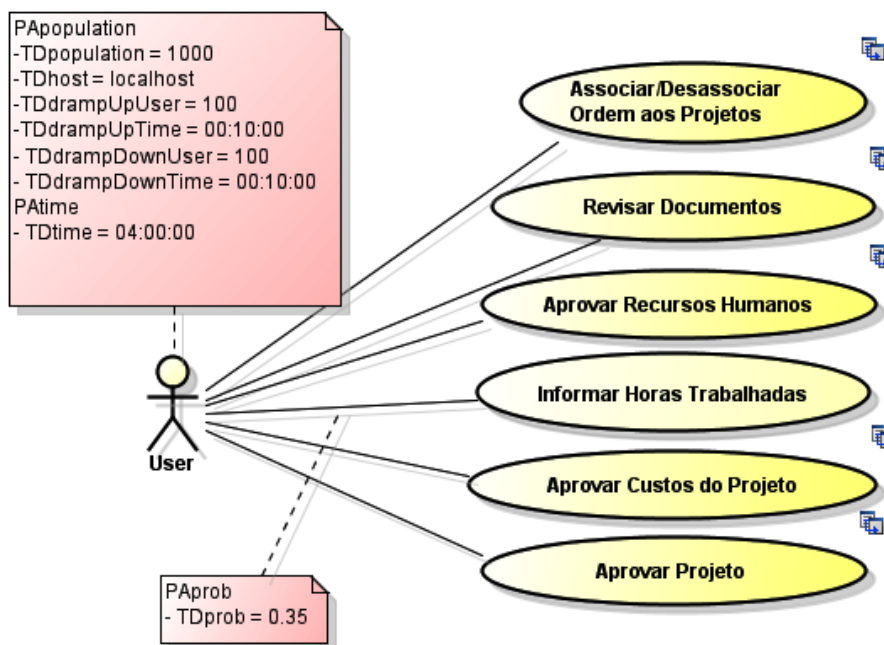 PApopulation
-TDpopulation = 1000
-TDhost = localhost
-TDdrampUpUser = 100
-TDdrampUpTime = 00:10:00
- TDdrampDownUser = 100
- TDdrampDownTime = 00:10:00
PAtime
- TDtime = 04:00:00
Associar/Desassociar
Ordem aos Projetos
Revisar Documentos
Aprovar Recursos Humanos
Informar Horas Trabalhadas
User
Aprovar Custos do Projeto
Aprovar Projeto
PAprob
- TDprob = 0.35